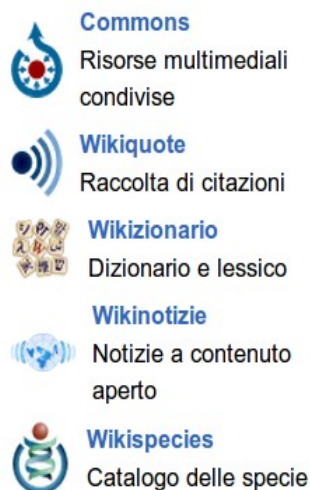 Commons
Risorse multimediali
condivise
Wikiquote
Raccolta di citazioni
Wikizionario
Dizionario e lessico
Wikinotizie
Notizie a contenuto
aperto
Wikispecies
Catalogo delle specie